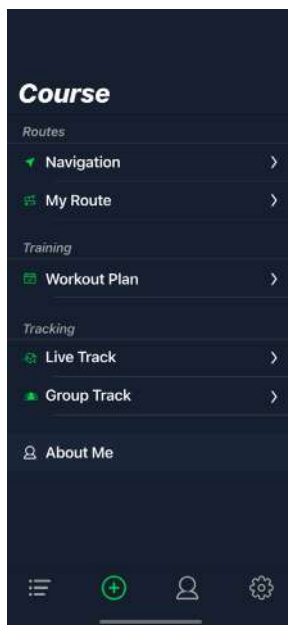 Course
Routes
Navigation
My Route
Training
Workout Plan
Tracking
Live Track
Group Track
About Me